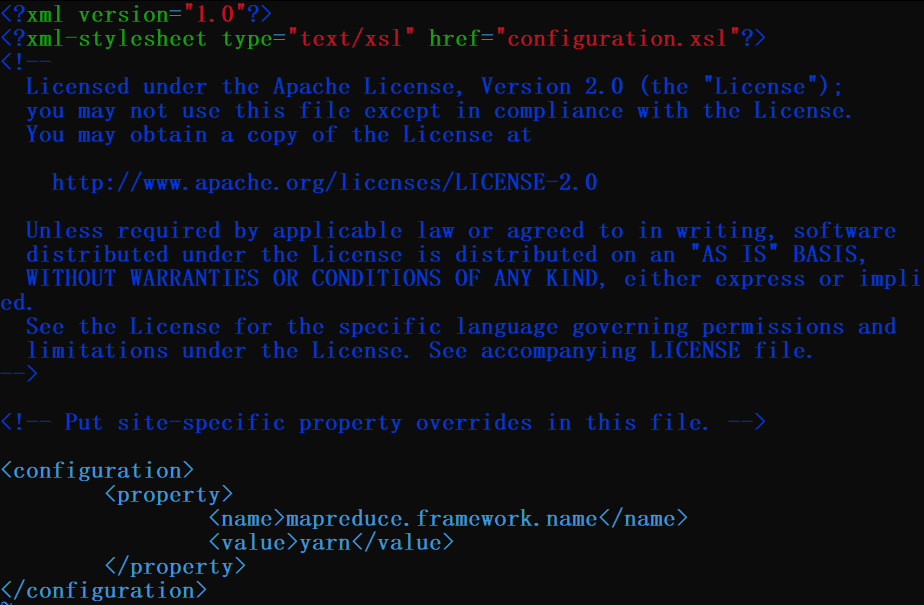 <?xml version="1.0"?>
<?xml-stylesheet type="text/xsl" href="configuration.xsl"?>
<!--
  Licensed under the Apache License, Version 2.0 (the "License");
  you may not use this file except in compliance with the License.
  You may obtain a copy of the License at

    http://www.apache.org/licenses/LICENSE-2.0

  Unless required by applicable law or agreed to in writing, software
  distributed under the License is distributed on an "AS IS" BASIS,
  WITHOUT WARRANTIES OR CONDITIONS OF ANY KIND, either express or impli
ed.
  See the License for the specific language governing permissions and
  limitations under the License. See accompanying LICENSE file.
-->

<!-- Put site-specific property overrides in this file. -->

<configuration>
        <property>
                <name>mapreduce.framework.name</name>
                <value>yarn</value>
        </property>
</configuration>
~